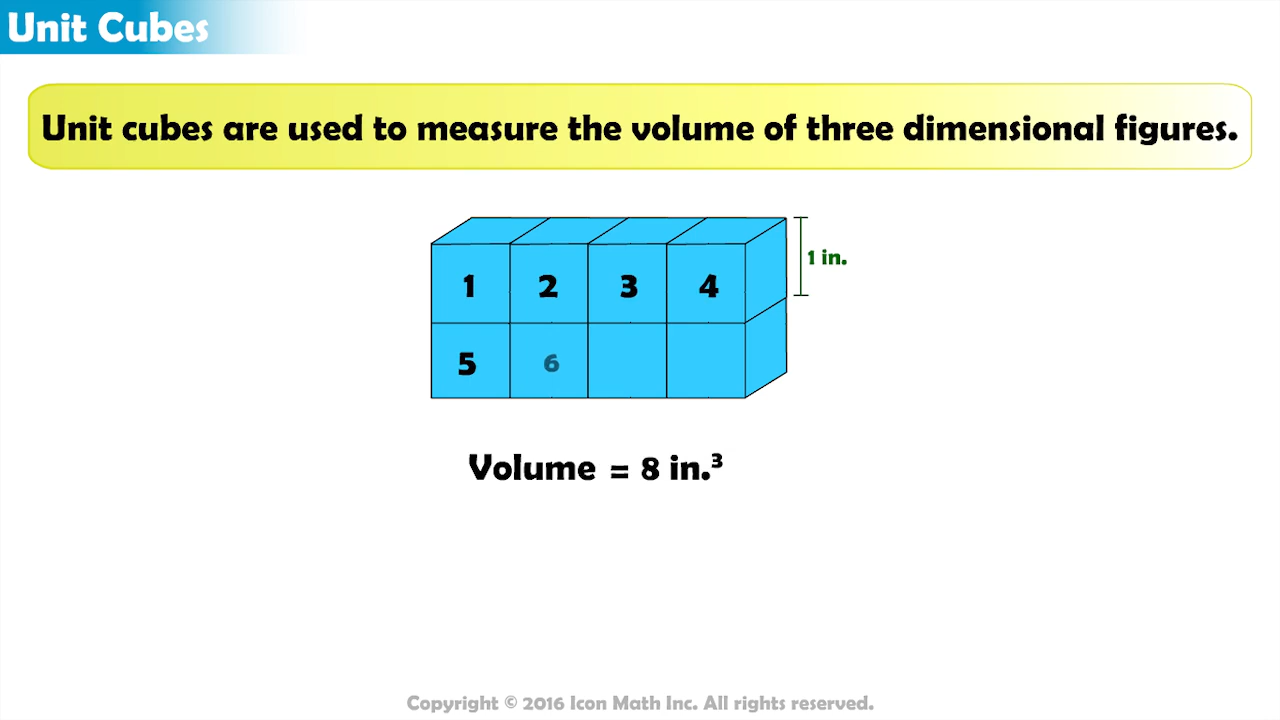 Unit Cubes
Unit cubes are used to measure the volume of three dimensional figures.
1 2 3 4
1 in.
5 6
Volume = 8 in.³
Copyright © 2016 Icon Math Inc. All rights reserved.